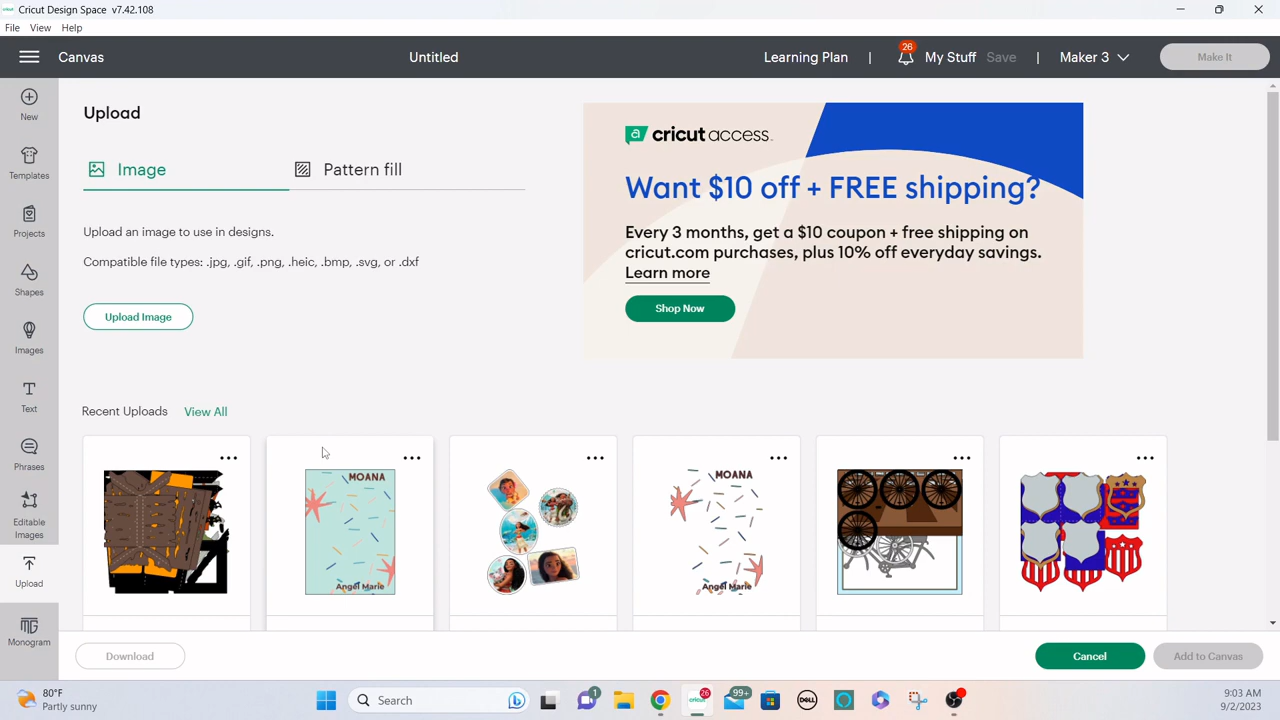 Cricut Design Space v7.42.108
File View Help
Canvas
Untitled
Learning Plan | 26 My Stuff Save | Maker 3 Make It
New
Templates
Projects
Shapes
Images
Text
Phrases
Editable
Images
Upload
Monogram
Upload
Image
Pattern fill
Upload an image to use in designs.
Compatible file types: .jpg, .gif, .png, .heic, .bmp, .svg, or .dxf
Upload Image
a cricut access™
Want $10 off + FREE shipping?
Every 3 months, get a $10 coupon + free shipping on
cricut.com purchases, plus 10% off everyday savings.
Learn more
Shop Now
Recent Uploads View All
MOANA
Angel Marie
MOANA
Angel Marie
Download
Cancel
Add to Canvas
80°F
Partly sunny
Search
1
cricut
26
99+
DELL
9:03 AM
9/2/2023